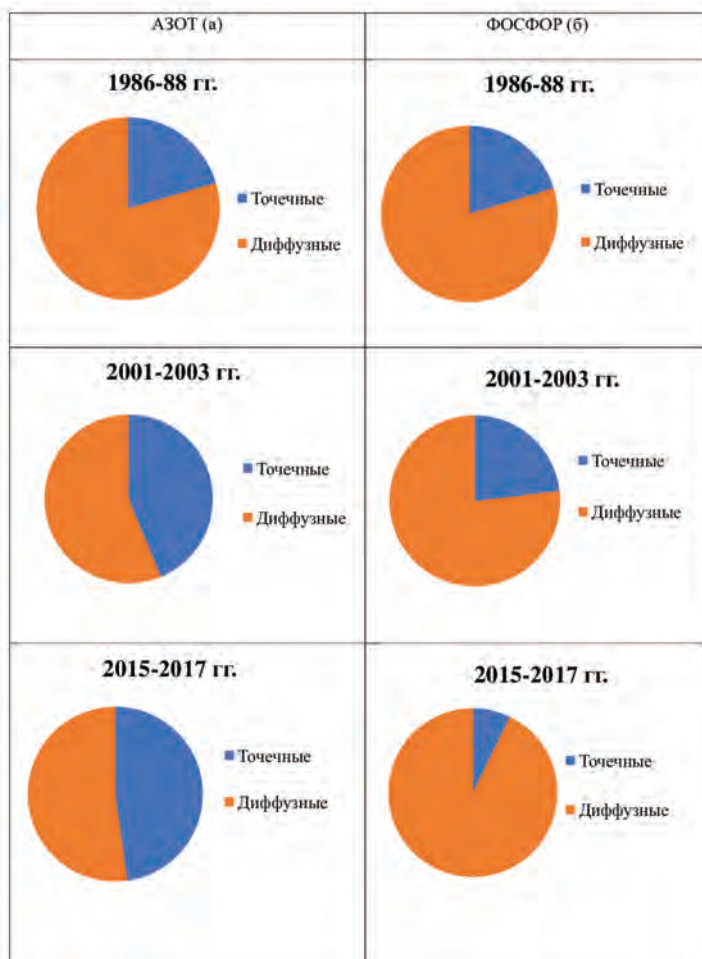 АЗОТ (а)
ФОСФОР (б)
1986-88 гг.
Точечные
Диффузные
1986-88 гг.
Точечные
Диффузные
2001-2003 гг.
Точечные
Диффузные
2001-2003 гг.
Точечные
Диффузные
2015-2017 гг.
Точечные
Диффузные
2015-2017 гг.
Точечные
Диффузные